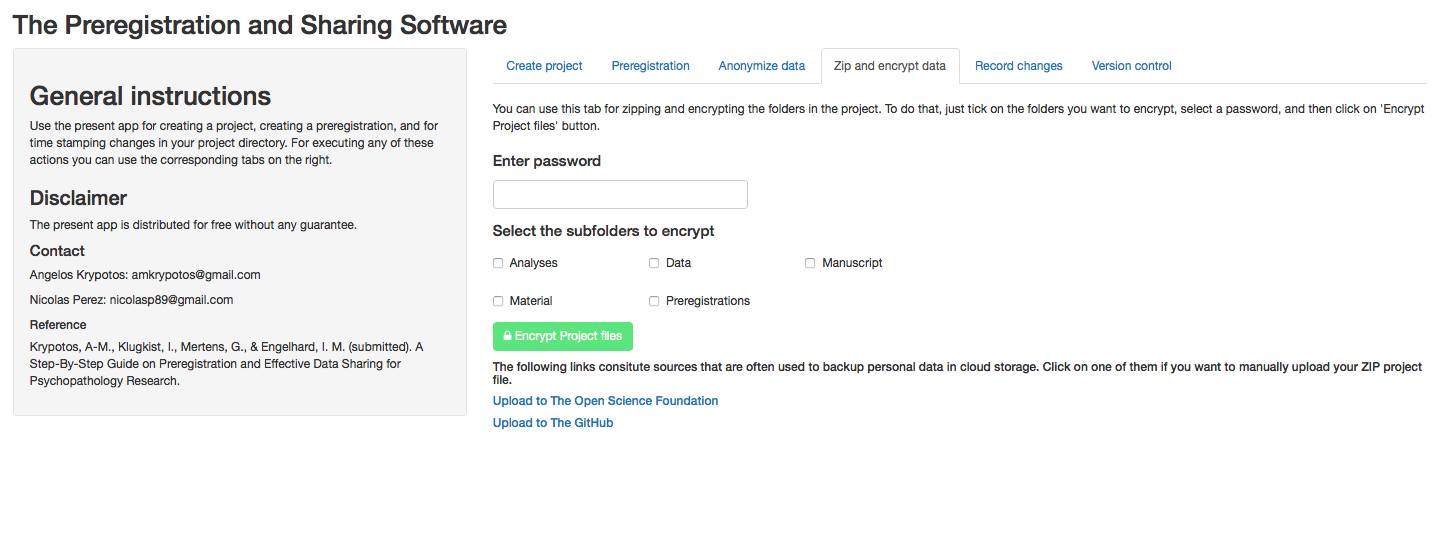 The Preregistration and Sharing Software
General instructions
Use the present app for creating a project, creating a preregistration, and for
time stamping changes in your project directory. For executing any of these
actions you can use the corresponding tabs on the right.
Disclaimer
The present app is distributed for free without any guarantee.
Contact
Angelos Krypotos: amkrypotos@gmail.com
Nicolas Perez: nicolasp89@gmail.com
Reference
Krypotos, A-M., Klugkist, I., Mertens, G., & Engelhard, I. M. (submitted). A
Step-By-Step Guide on Preregistration and Effective Data Sharing for
Psychopathology Research.
Create project Preregistration Anonymize data Zip and encrypt data Record changes Version control
You can use this tab for zipping and encrypting the folders in the project. To do that, just tick on the folders you want to encrypt, select a password, and then click on 'Encrypt
Project files' button.
Enter password
Select the subfolders to encrypt
Analyses Data Manuscript
Material Preregistrations
Encrypt Project files
The following links consitute sources that are often used to backup personal data in cloud storage. Click on one of them if you want to manually upload your ZIP project
file.
Upload to The Open Science Foundation
Upload to The GitHub